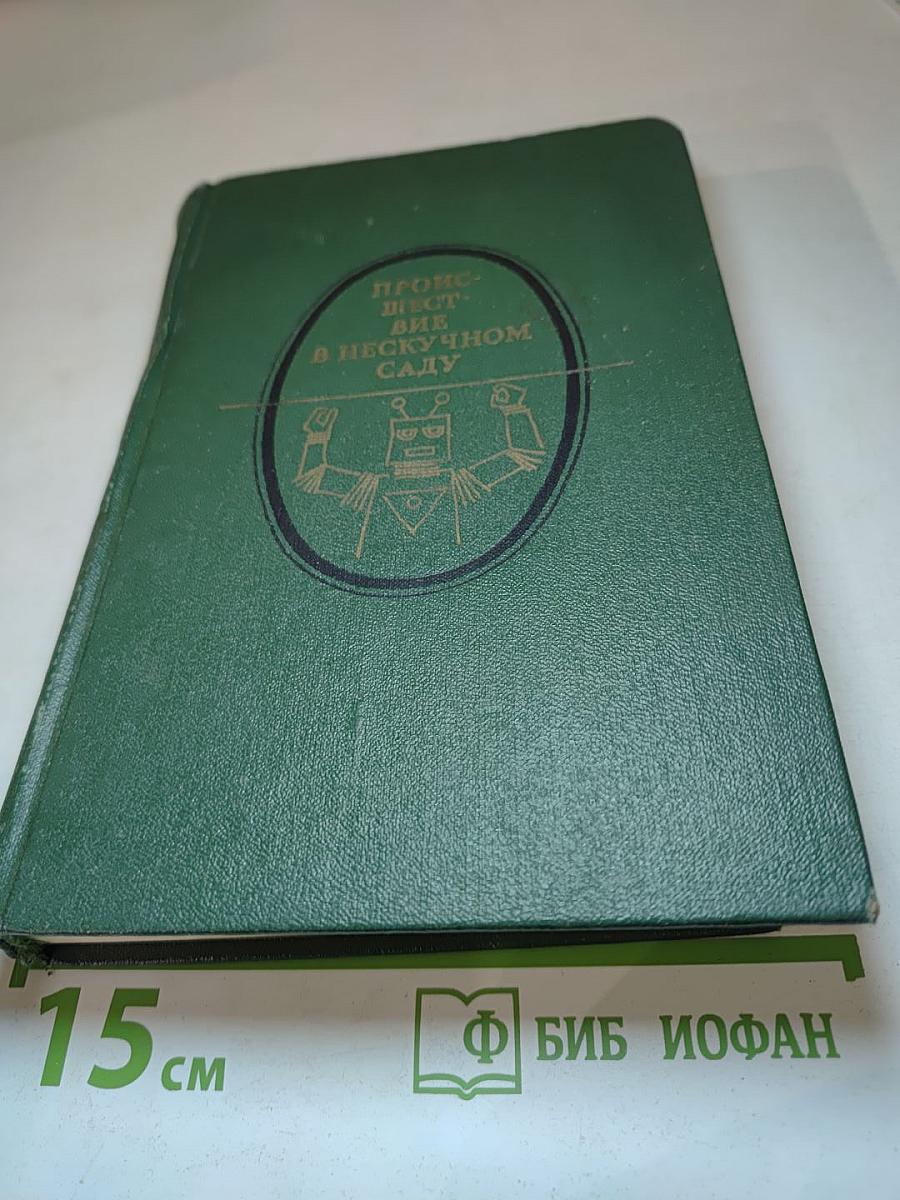 ПРОИС-
ШЕСТ-
ВИЕ
В НЕСКУЧНОМ
САДУ
15 см
Ф БИБ ИОФАН